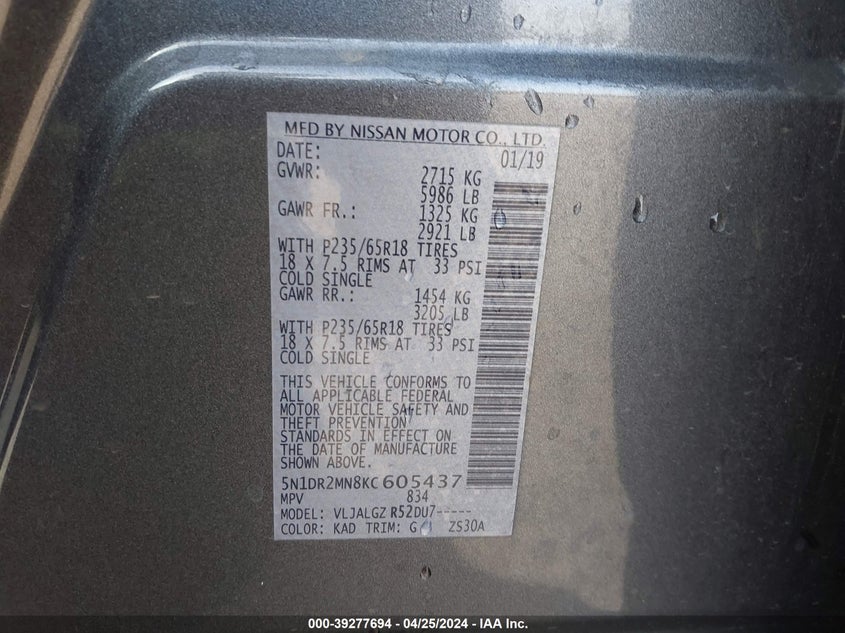 MFD BY NISSAN MOTOR CO., LTD.
DATE: 01/19
GVWR: 2715 KG
5986 LB
GAWR FR.: 1325 KG
2921 LB
WITH P235/65R18 TIRES
18 X 7.5 RIMS AT 33 PSI
COLD SINGLE
GAWR RR.: 1454 KG
3205 LB
WITH P235/65R18 TIRES
18 X 7.5 RIMS AT 33 PSI
COLD SINGLE
THIS VEHICLE CONFORMS TO
ALL APPLICABLE FEDERAL
MOTOR VEHICLE SAFETY AND
THEFT PREVENTION
STANDARDS IN EFFECT ON
THE DATE OF MANUFACTURE
SHOWN ABOVE.
5N1DR2MN8KC605437
MPV 834
MODEL: VLJALGZ R52DU7-----
COLOR: KAD TRIM: G ZS30A
000-39277694 - 04/25/2024 - IAA Inc.